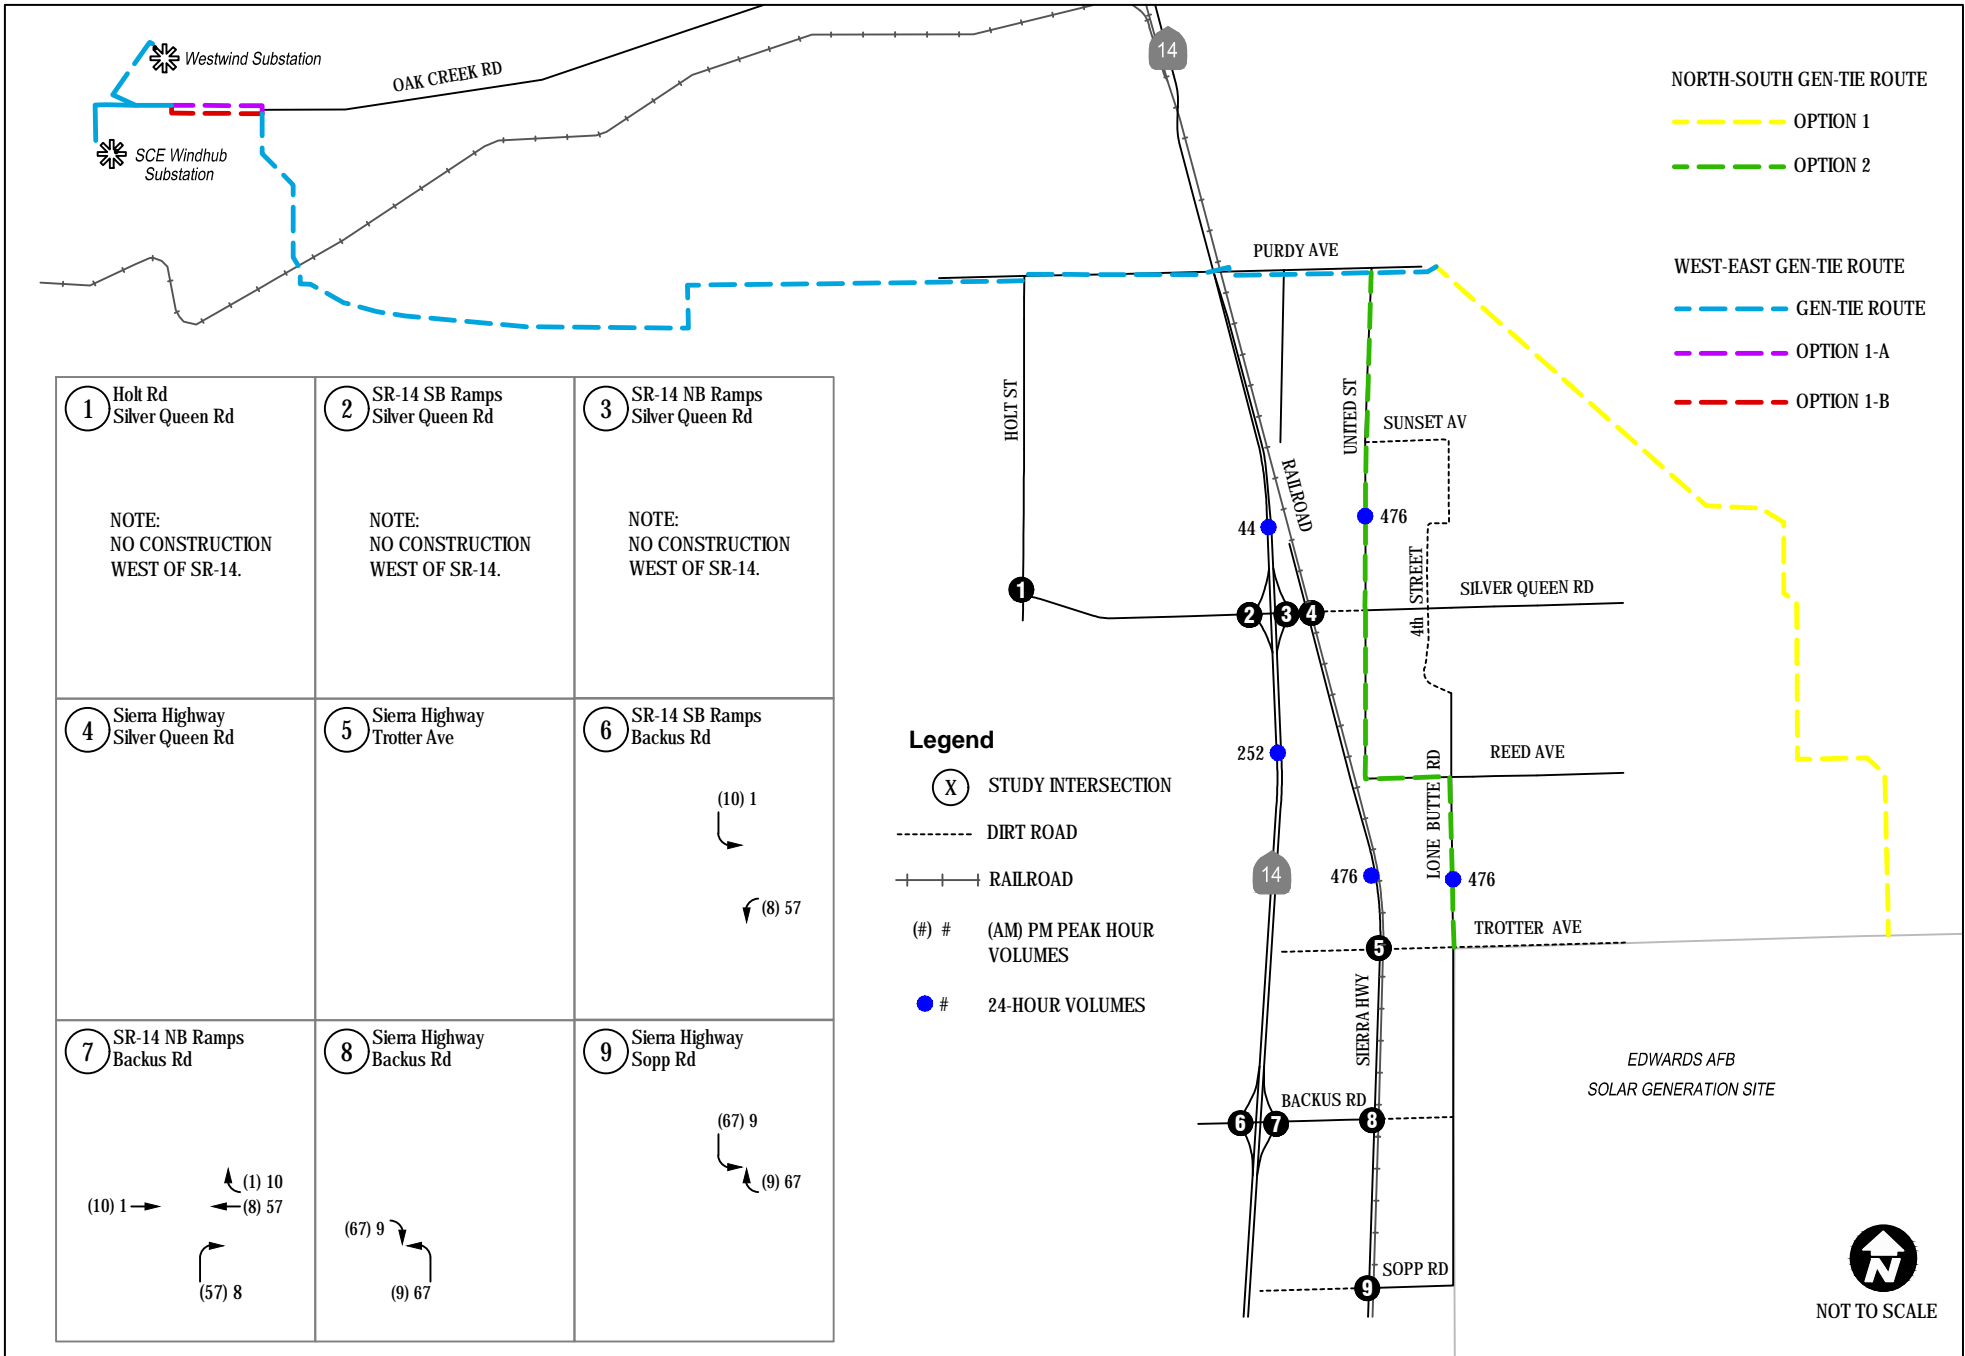 Westwind Substation
OAK CREEK RD
SCE Windhub
Substation
14
NORTH-SOUTH GEN-TIE ROUTE
OPTION 1
OPTION 2
PURDY AVE
WEST-EAST GEN-TIE ROUTE
GEN-TIE ROUTE
OPTION 1-A
OPTION 1-B
1
Holt Rd
Silver Queen Rd
NOTE:
NO CONSTRUCTION
WEST OF SR-14.
2
SR-14 SB Ramps
Silver Queen Rd
NOTE:
NO CONSTRUCTION
WEST OF SR-14.
3
SR-14 NB Ramps
Silver Queen Rd
NOTE:
NO CONSTRUCTION
WEST OF SR-14.
4
Sierra Highway
Silver Queen Rd
5
Sierra Highway
Trotter Ave
6
SR-14 SB Ramps
Backus Rd
(10) 1
(8) 57
7
SR-14 NB Ramps
Backus Rd
(1) 10
(10) 1
(8) 57
(57) 8
8
Sierra Highway
Backus Rd
(67) 9
(9) 67
9
Sierra Highway
Sopp Rd
(67) 9
(9) 67
Legend
X
STUDY INTERSECTION
DIRT ROAD
RAILROAD
(#) #
(AM) PM PEAK HOUR
VOLUMES
#
24-HOUR VOLUMES
HOLT ST
RAILROAD
UNITED ST
SUNSET AV
44
476
4th STREET
SILVER QUEEN RD
1
2
3
4
252
REED AVE
LONE BUTTE RD
14
476
476
TROTTER AVE
5
SIERRA HWY
EDWARDS AFB
SOLAR GENERATION SITE
BACKUS RD
6
7
8
SOPP RD
9
N
NOT TO SCALE